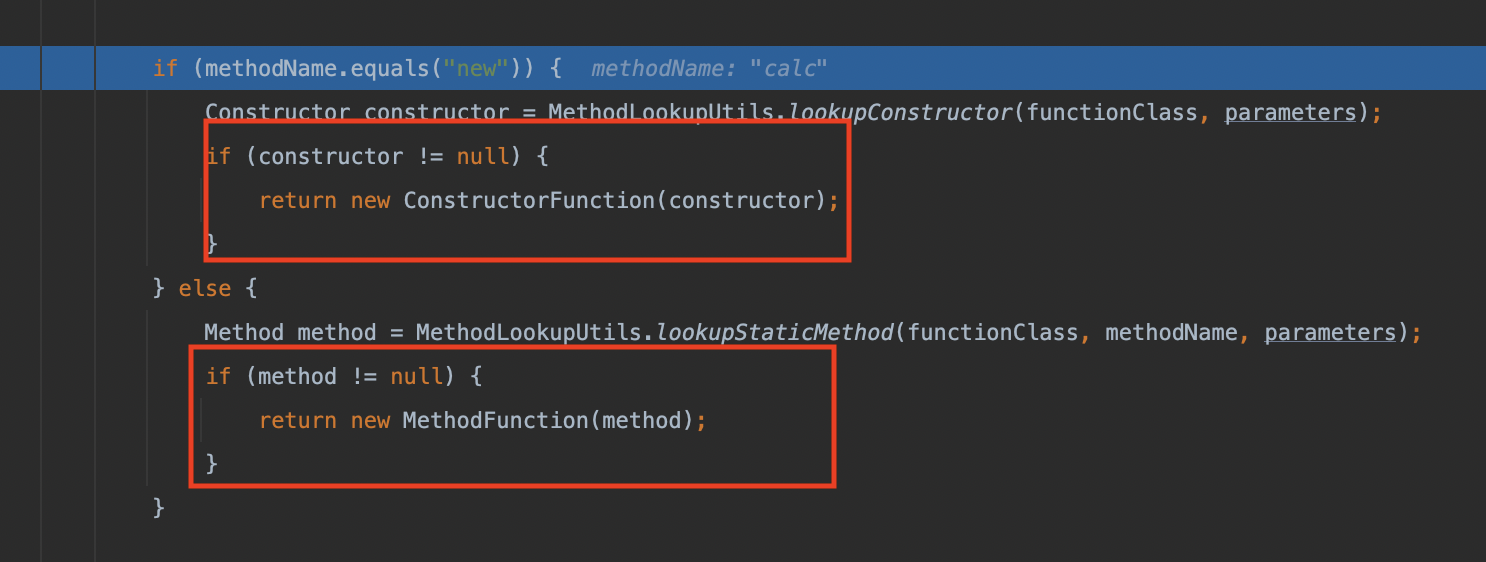 if (methodName.equals("new")) {  methodName: "calc"
Constructor constructor = MethodLookupUtils.lookupConstructor(functionClass, parameters);
if (constructor != null) {
return new ConstructorFunction(constructor);
}
} else {
Method method = MethodLookupUtils.lookupStaticMethod(functionClass, methodName, parameters);
if (method != null) {
return new MethodFunction(method);
}
}